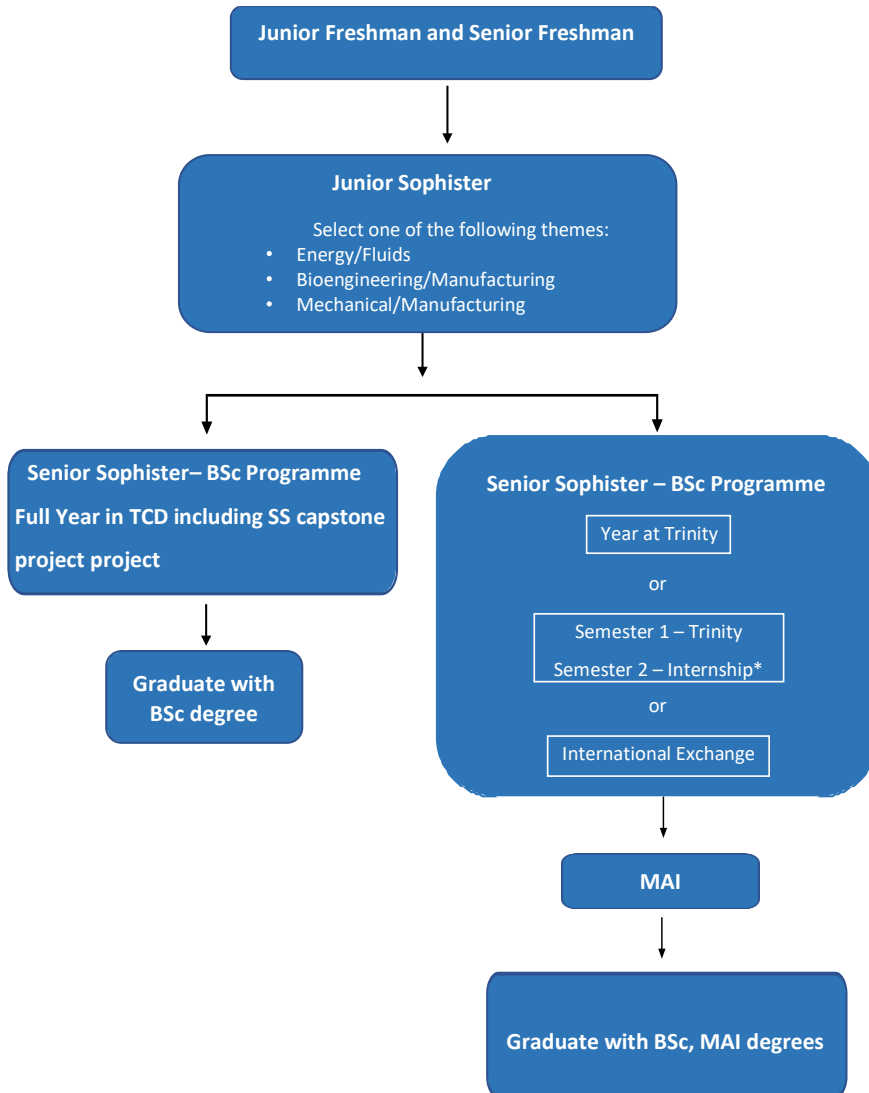 Junior Freshman and Senior Freshman
Junior Sophister
Select one of the following themes:
• Energy/Fluids
• Bioengineering/Manufacturing
• Mechanical/Manufacturing
Senior Sophister– BSc Programme
Full Year in TCD including SS capstone
project project
Graduate with
BSc degree
Senior Sophister – BSc Programme
Year at Trinity
or
Semester 1 – Trinity
Semester 2 – Internship*
or
International Exchange
MAI
Graduate with BSc, MAI degrees